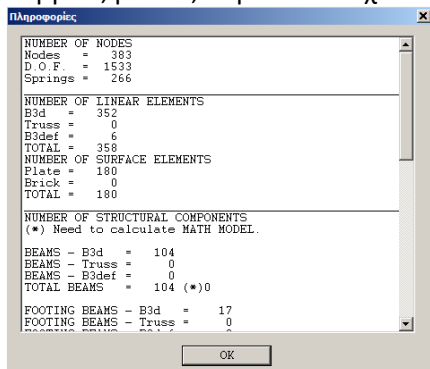 Πληροφορίες
NUMBER OF NODES
Nodes = 383
D.O.F. = 1533
Springs = 266
NUMBER OF LINEAR ELEMENTS
B3d = 352
Truss = 0
B3def = 6
TOTAL = 358
NUMBER OF SURFACE ELEMENTS
Plate = 180
Brick = 0
TOTAL = 180
NUMBER OF STRUCTURAL COMPONENTS
(*) Need to calculate MATH MODEL.
BEAMS - B3d = 104
BEAMS - Truss = 0
BEAMS - B3def = 0
TOTAL BEAMS = 104 (*)0
FOOTING BEAMS - B3d = 17
FOOTING BEAMS - Truss = 0
OK